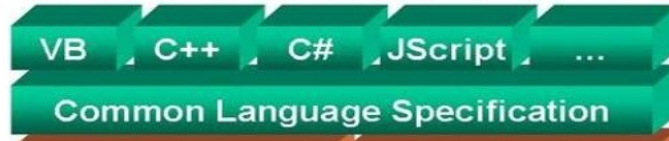 VB C++ C# JScript ...
Common Language Specification